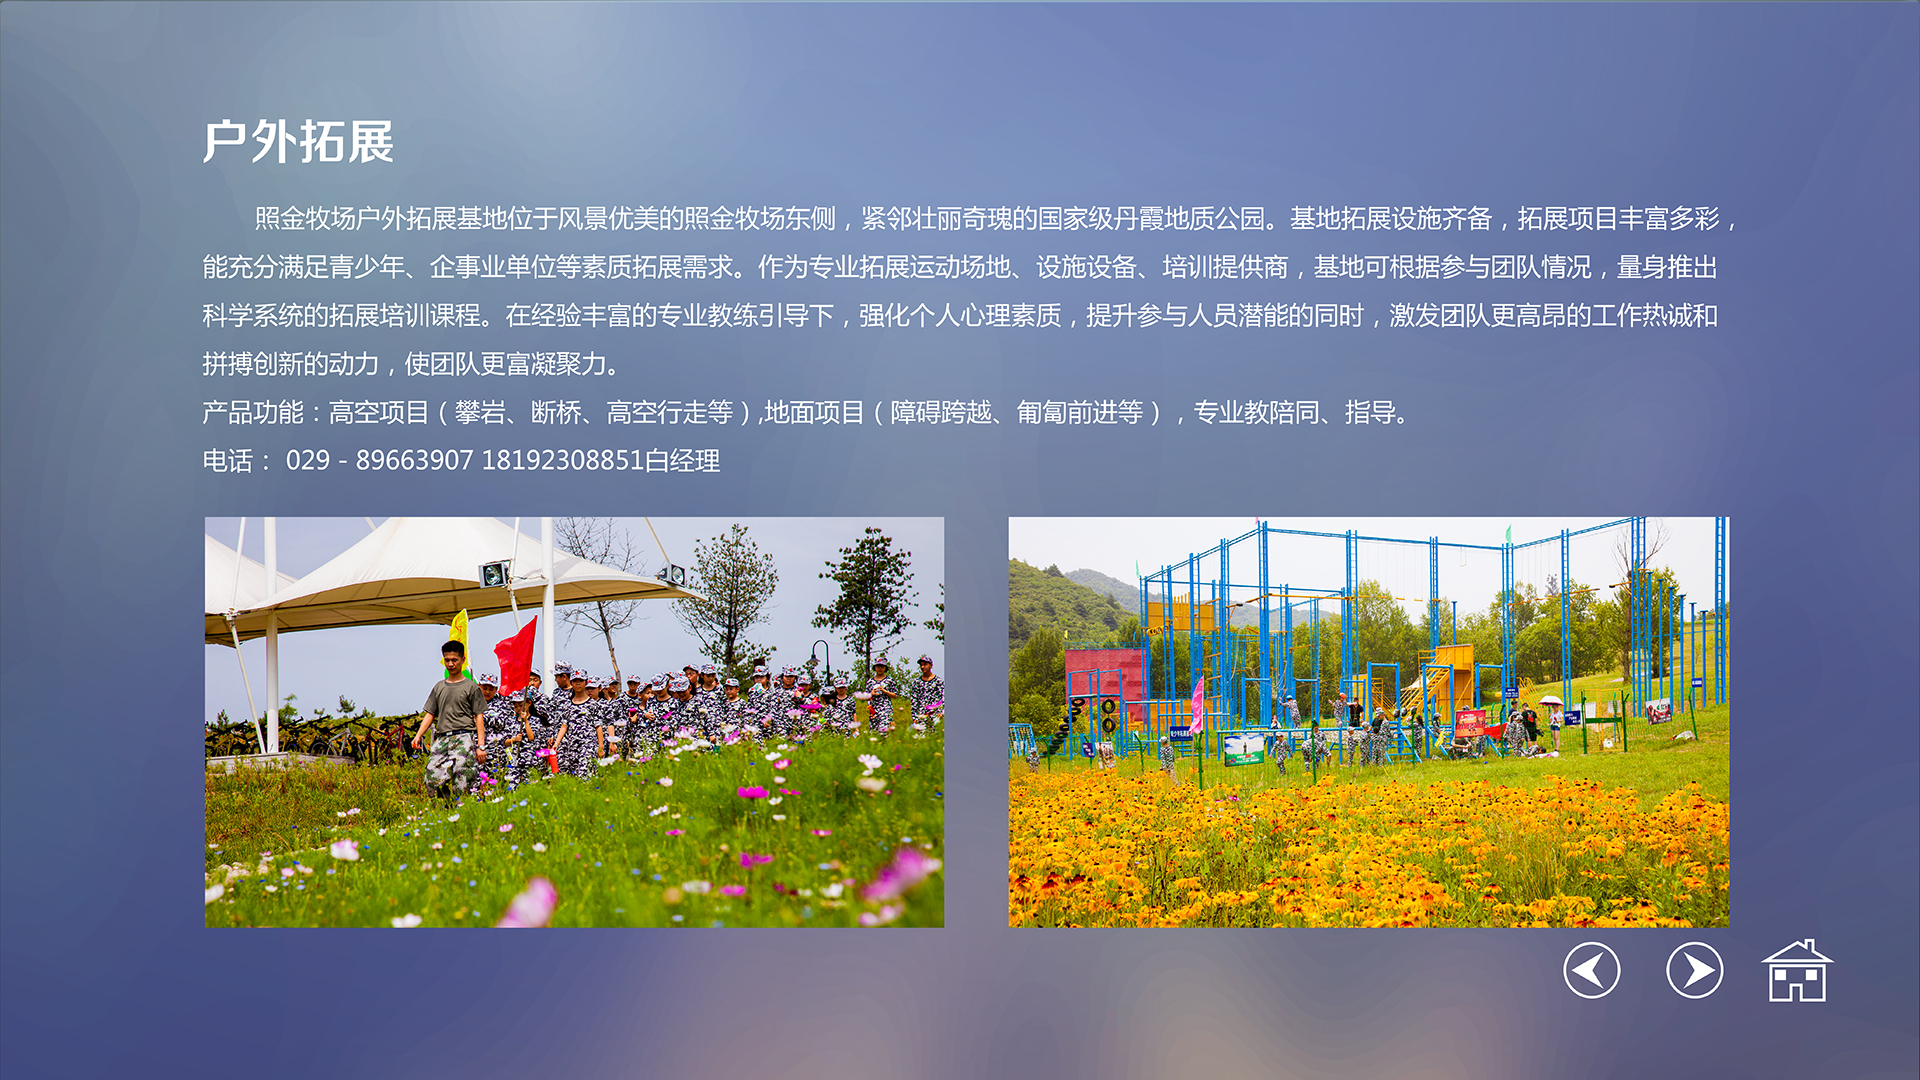 户外拓展
照金牧场户外拓展基地位于风景优美的照金牧场东侧，紧邻壮丽奇瑰的国家级丹霞地质公园。基地拓展设施齐备，拓展项目丰富多彩，
能充分满足青少年、企事业单位等素质拓展需求。作为专业拓展运动场地、设施设备、培训提供商，基地可根据参与团队情况，量身推出
科学系统的拓展培训课程。在经验丰富的专业教练引导下，强化个人心理素质，提升参与人员潜能的同时，激发团队更高昂的工作热诚和
拼搏创新的动力，使团队更富凝聚力。
产品功能：高空项目（攀岩、断桥、高空行走等）,地面项目（障碍跨越、匍匐前进等），专业教陪同、指导。
电话： 029－89663907 18192308851白经理